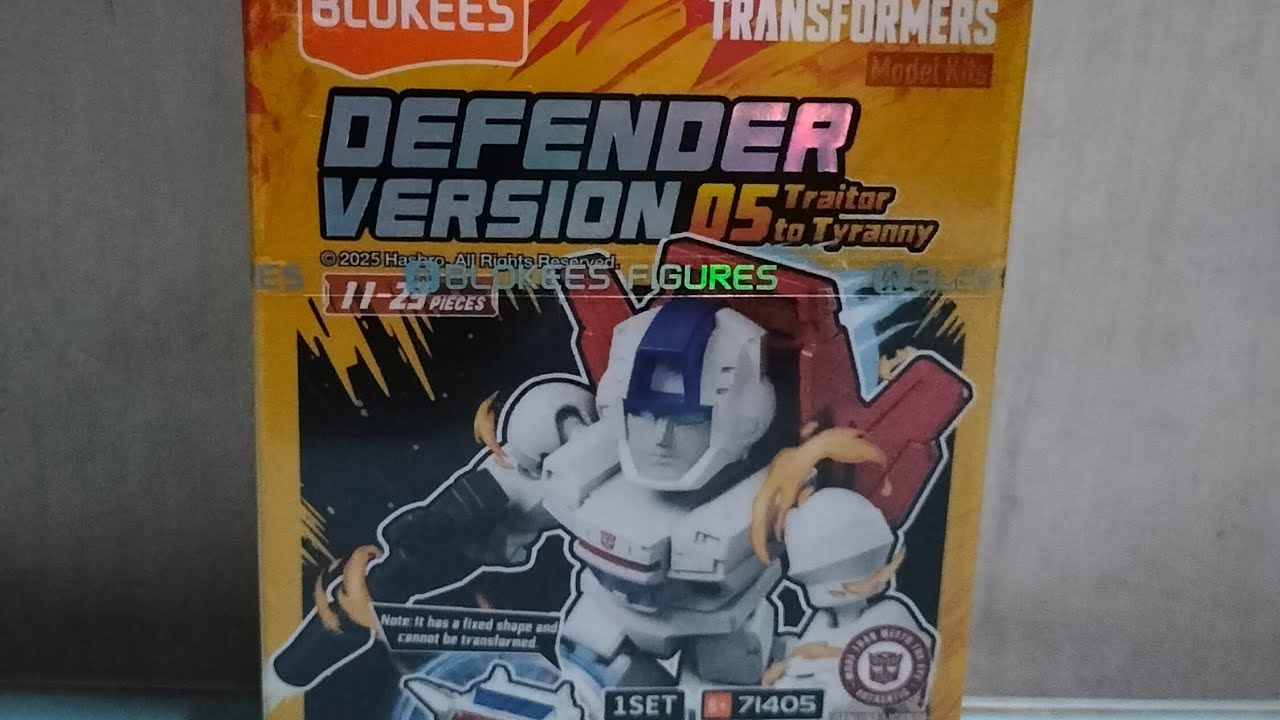 BLOKEES
TRANSFORMERS
Model Kits
DEFENDER
VERSION 05 Traitor
to Tyranny
© 2025 Hasbro. All Rights Reserved.
ES BLOKEES FIGURES
11-25 PIECES
Note: It has a fixed shape and
cannot be transformed.
1SET 71405